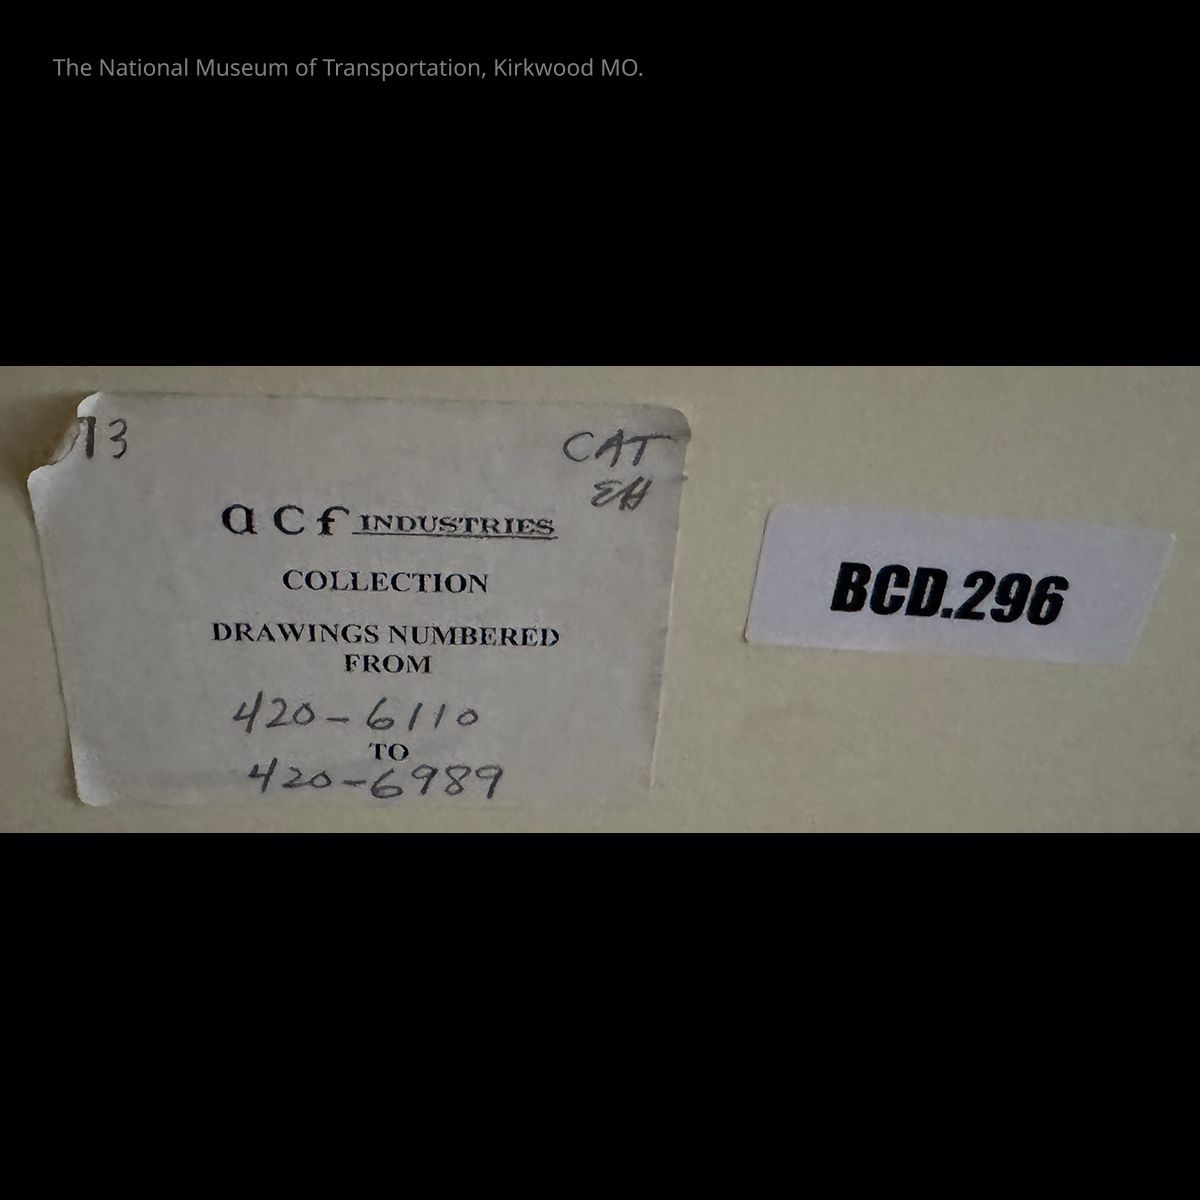 The National Museum of Transportation, Kirkwood MO.
13
CAT
EH
acf INDUSTRIES
COLLECTION
DRAWINGS NUMBERED
FROM
420-6110
TO
420-6989
BCD.296